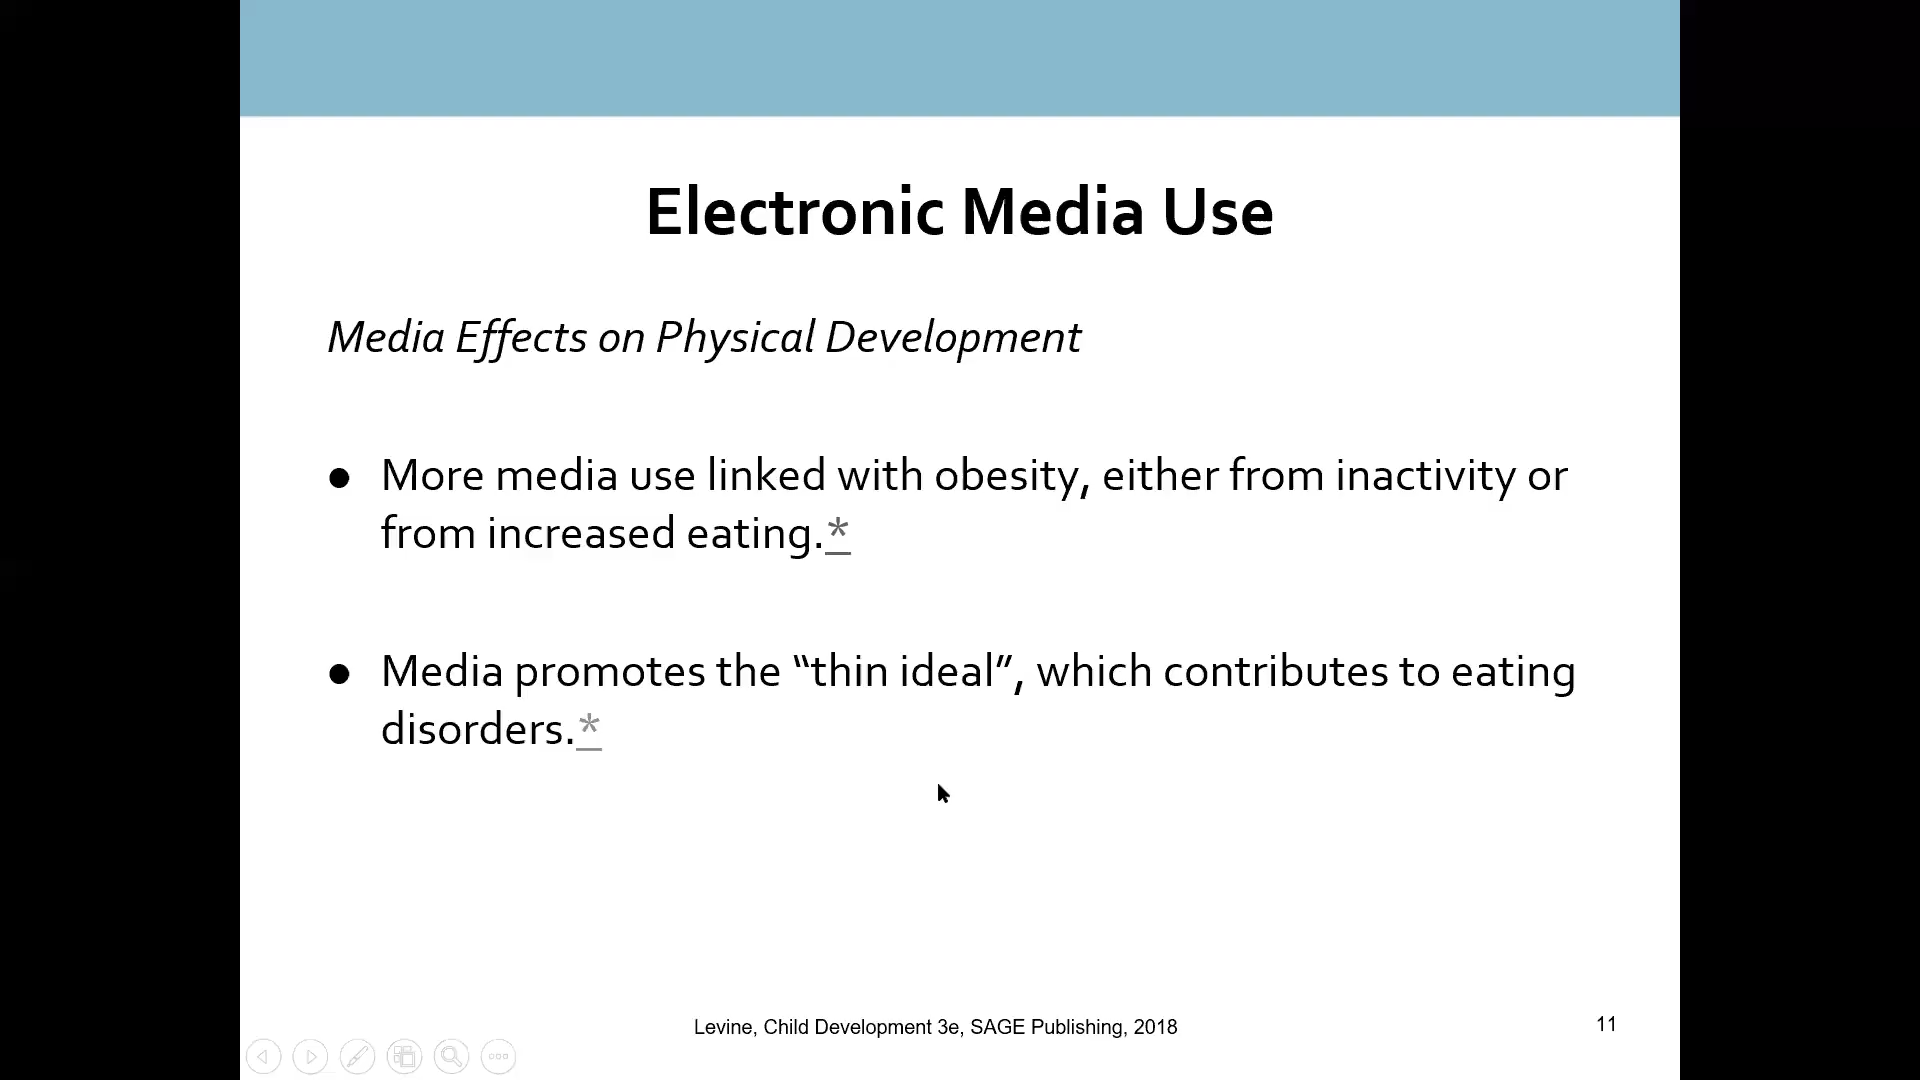 Electronic Media Use
Media Effects on Physical Development
● More media use linked with obesity, either from inactivity or
from increased eating.*
● Media promotes the “thin ideal”, which contributes to eating
disorders.*
Levine, Child Development 3e, SAGE Publishing, 2018
11